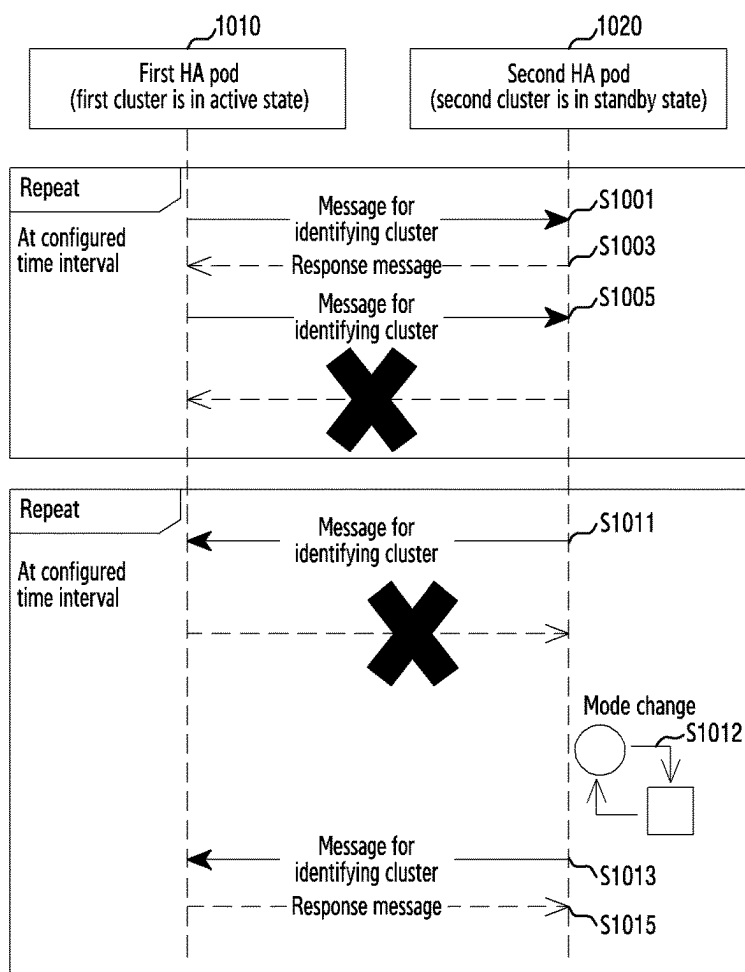 1010
1020
First HA pod
(first cluster is in active state)
Second HA pod
(second cluster is in standby state)
Repeat
At configured
time interval
Message for
identifying cluster
S1001
Response message
S1003
Message for
identifying cluster
S1005
Repeat
At configured
time interval
Message for
identifying cluster
S1011
Mode change
S1012
Message for
identifying cluster
S1013
Response message
S1015